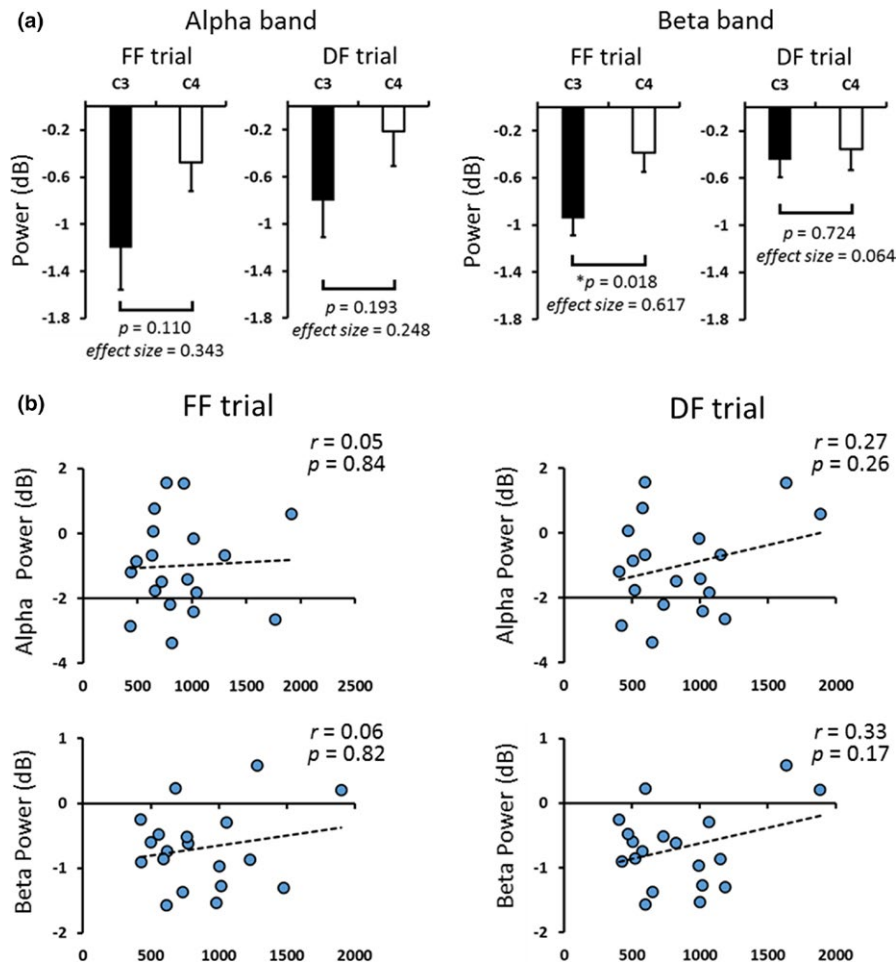 (a)
Alpha band
Beta band
FF trial
DF trial
FF trial
DF trial
C3 C4
C3 C4
C3 C4
C3 C4
Power (dB)
-0.2
-0.6
-1
-1.4
-1.8
p = 0.110
effect size = 0.343
-0.2
-0.6
-1
-1.4
-1.8
p = 0.193
effect size = 0.248
Power (dB)
-0.2
-0.6
-1
-1.4
-1.8
*p = 0.018
effect size = 0.617
-0.2
-0.6
-1
-1.4
-1.8
p = 0.724
effect size = 0.064
(b)
FF trial
DF trial
r = 0.05
p = 0.84
Alpha Power (dB)
2
0
-2
-4
0 500 1000 1500 2000 2500
r = 0.27
p = 0.26
Alpha Power (dB)
2
0
-2
-4
0 500 1000 1500 2000
r = 0.06
p = 0.82
Beta Power (dB)
1
0
-1
-2
0 500 1000 1500 2000
r = 0.33
p = 0.17
Beta Power (dB)
1
0
-1
-2
0 500 1000 1500 2000